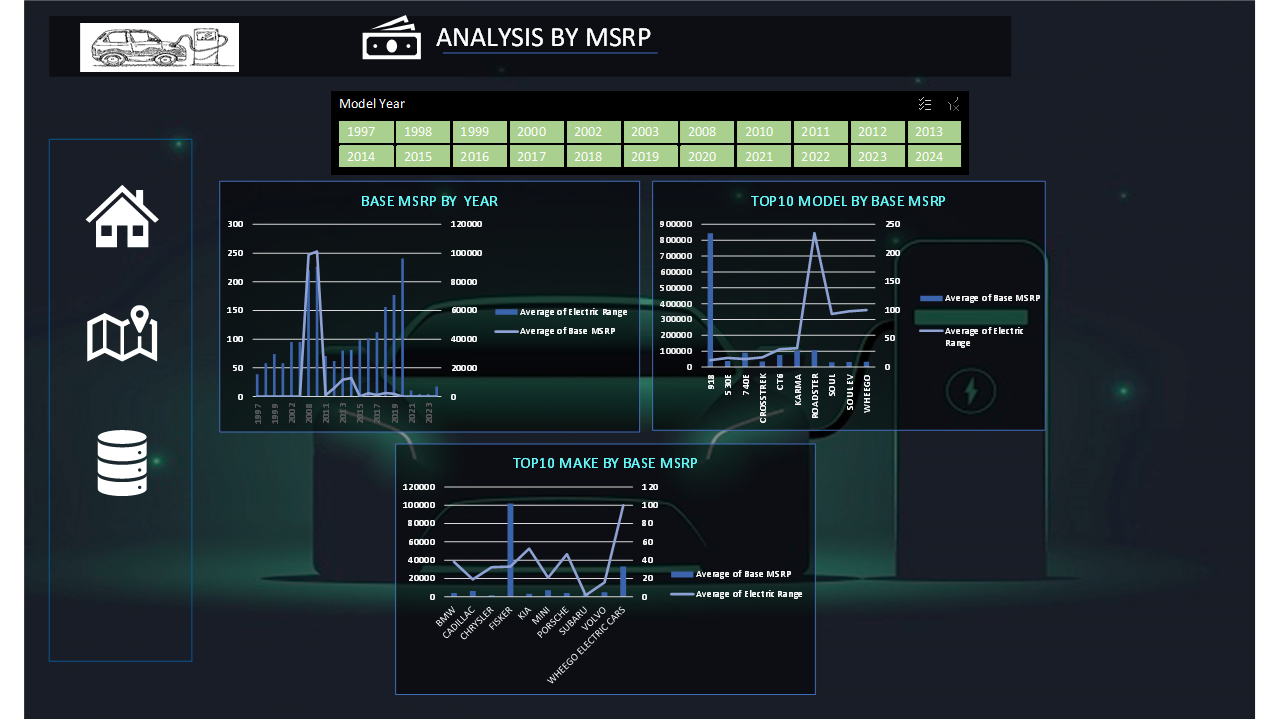 ANALYSIS BY MSRP
Model Year
1997 1998 1999 2000 2002 2003 2008 2010 2011 2012 2013
2014 2015 2016 2017 2018 2019 2020 2021 2022 2023 2024
BASE MSRP BY YEAR
300 120000
250 100000
200 80000
150 60000
100 40000
50 20000
0 0
1997 1999 2002 2008 2011 2013 2015 2017 2019 2021 2023
Average of Electric Range
Average of Base MSRP
TOP10 MODEL BY BASE MSRP
900000 250
800000
700000 200
600000
500000 150
400000
300000 100
200000 50
100000
0 0
918 530E 740E CROSSTREK CT6 KARMA ROADSTER SOUL SOUL EV WHEEGO
Average of Base MSRP
Average of Electric
Range
TOP10 MAKE BY BASE MSRP
120000 120
100000 100
80000 80
60000 60
40000 40
20000 20
0 0
BMW CADILLAC CHRYSLER FISKER KIA MINI PORSCHE SUBARU VOLVO WHEEGO ELECTRIC CARS
Average of Base MSRP
Average of Electric Range